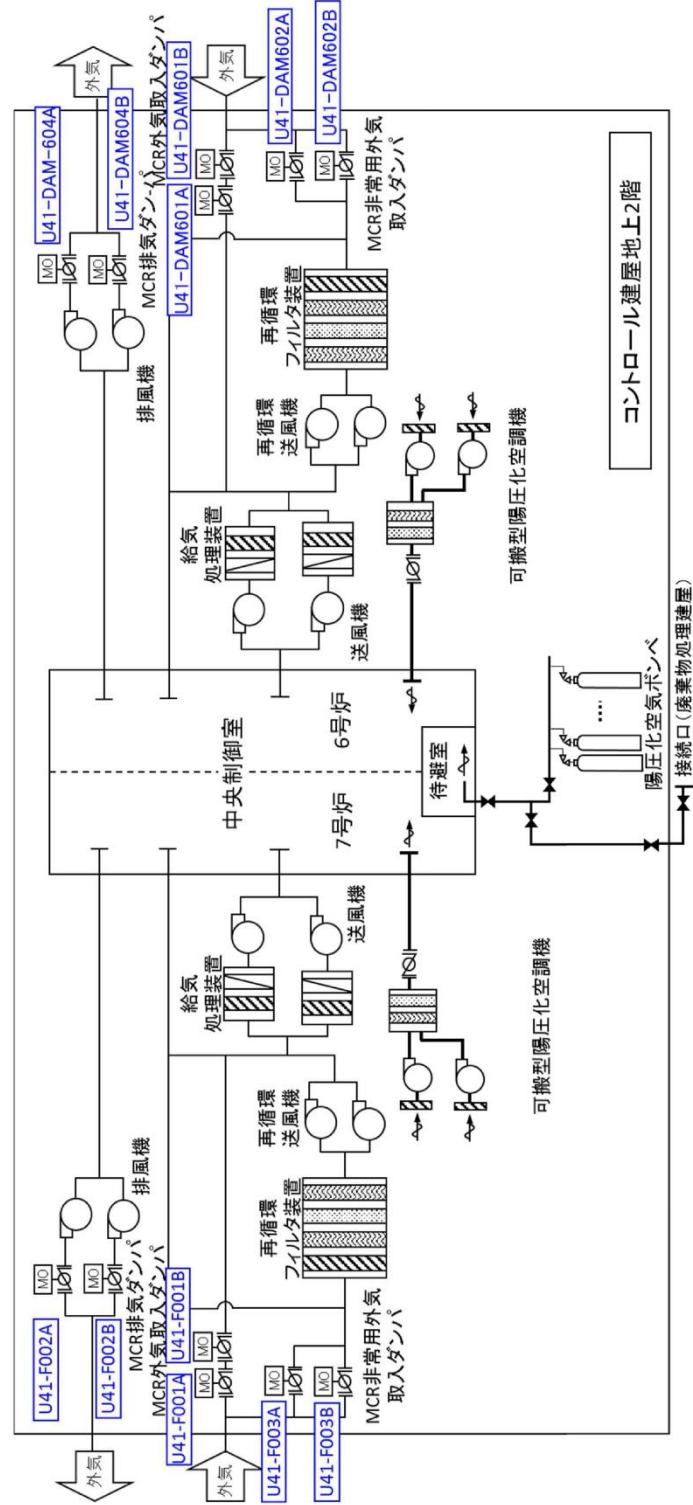 U41-F002A
U41-F002B
MO
MO
外気
排風機
MCR排気ダンパ
MCR外気取入ダンパ
U41-F001A
U41-F001B
MO
MO
外気
U41-F003A
U41-F003B
MO
MO
MCR非常用外気
取入ダンパ
再循環
フィルタ装置
再循環
送風機
給気
処理装置
送風機
可搬型陽圧化空調機
中央制御室
7号炉
6号炉
待避室
U41-DAM-604A
U41-DAM604B
MO
MO
外気
排風機
MCR排気ダンパ
MCR外気取入ダンパ
U41-DAM601A
U41-DAM601B
MO
MO
外気
U41-DAM602A
U41-DAM602B
MO
MO
MCR非常用外気
取入ダンパ
再循環
フィルタ装置
再循環
送風機
給気
処理装置
送風機
可搬型陽圧化空調機
陽圧化空気ボンベ
接続口(廃棄物処理建屋)
コントロール建屋地上2階